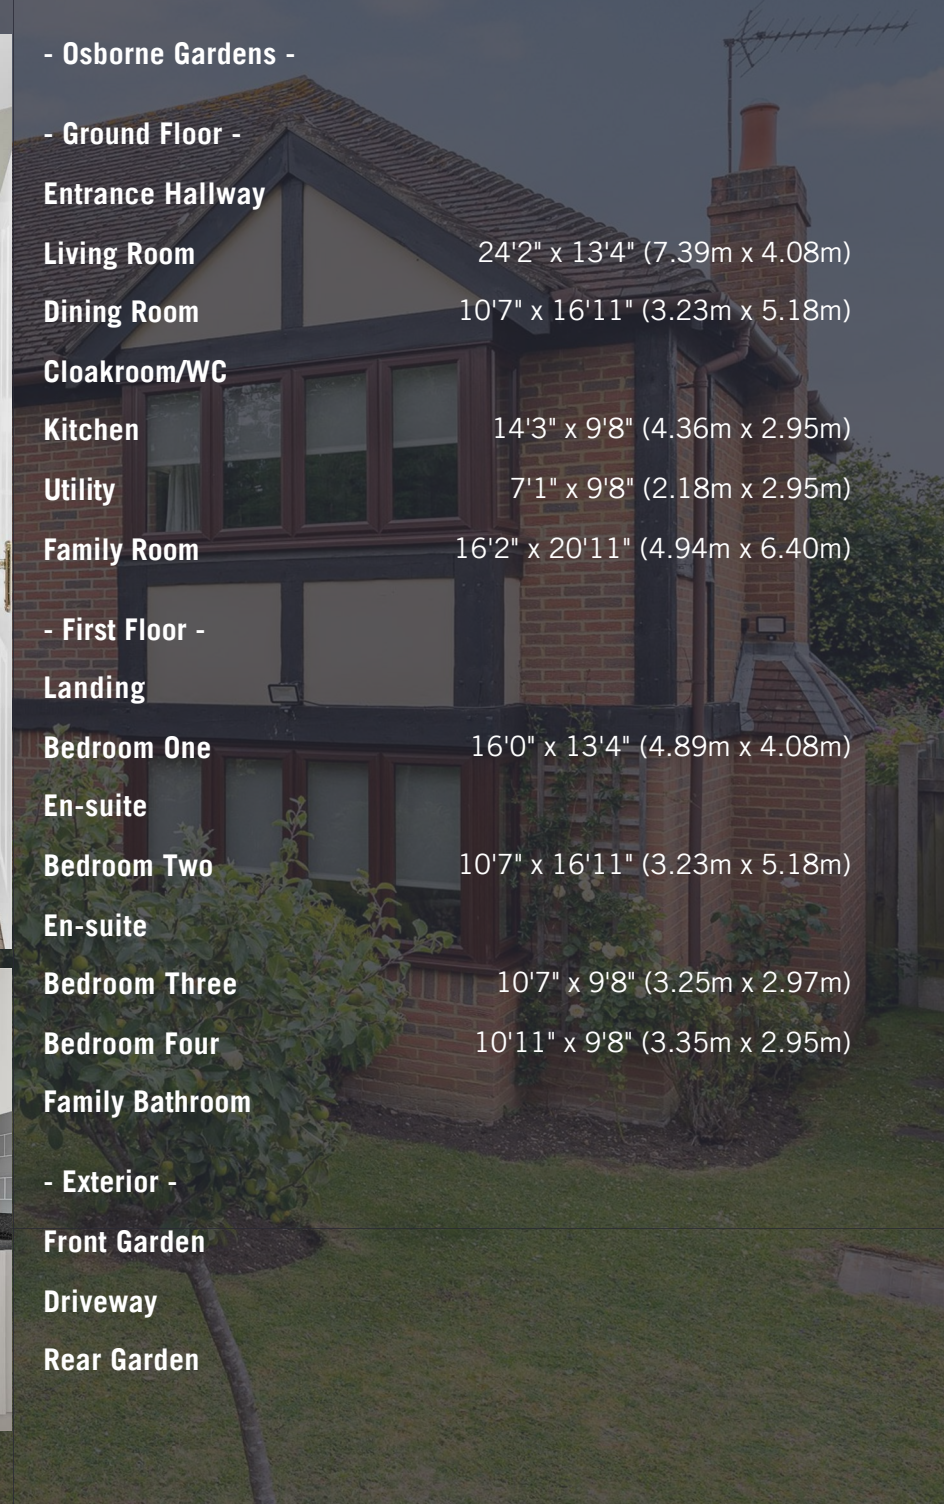 - Osborne Gardens -
- Ground Floor -
Entrance Hallway
Living Room 24'2" x 13'4" (7.39m x 4.08m)
Dining Room 10'7" x 16'11" (3.23m x 5.18m)
Cloakroom/WC
Kitchen 14'3" x 9'8" (4.36m x 2.95m)
Utility 7'1" x 9'8" (2.18m x 2.95m)
Family Room 16'2" x 20'11" (4.94m x 6.40m)
- First Floor -
Landing
Bedroom One 16'0" x 13'4" (4.89m x 4.08m)
En-suite
Bedroom Two 10'7" x 16'11" (3.23m x 5.18m)
En-suite
Bedroom Three 10'7" x 9'8" (3.25m x 2.97m)
Bedroom Four 10'11" x 9'8" (3.35m x 2.95m)
Family Bathroom
- Exterior -
Front Garden
Driveway
Rear Garden